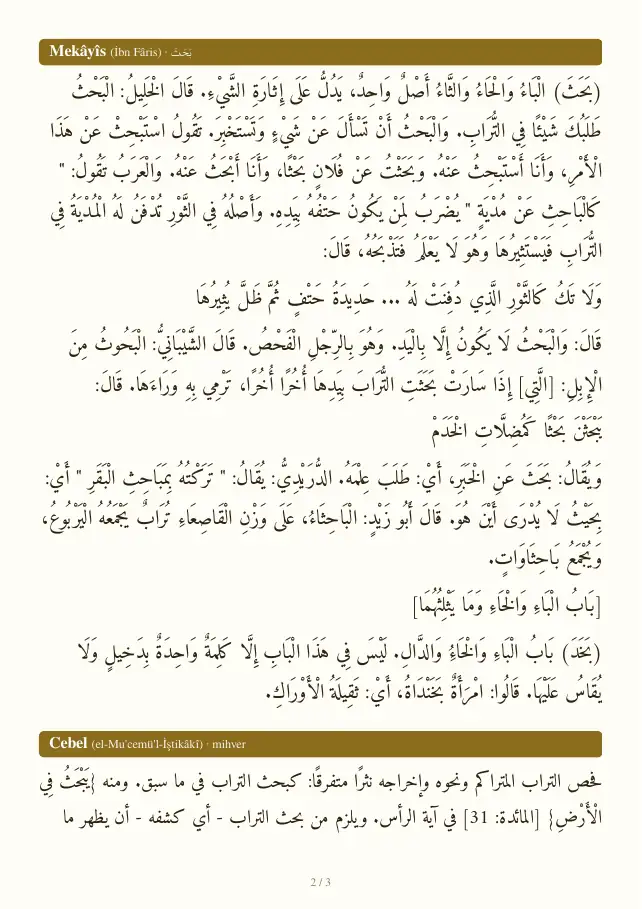 Mekâyîs (İbn Fâris) · بَحَثَ
(بَحَثَ) الْبَاءُ وَالْحَاءُ وَالثَّاءُ أَصْلٌ وَاحِدٌ، يَدُلُّ عَلَى إِثَارَةِ الشَّيْءِ. قَالَ الْخَلِيلُ: الْبَحْثُ
طَلَبُكَ شَيْئًا فِي التُّرَابِ. وَالْبَحْثُ أَنْ تَسْأَلَ عَنْ شَيْءٍ وَتَسْتَخْبِرَ. تَقُولُ اسْتَبْحِثْ عَنْ هَذَا
الْأَمْرِ، وَأَنَا أَسْتَبْحِثُ عَنْهُ. وَبَحَثْتُ عَنْ فُلَانٍ بَحْثًا، وَأَنَا أَبْحَثُ عَنْهُ. وَالْعَرَبُ تَقُولُ: "
كَالْبَاحِثِ عَنْ مُدْيَةٍ " يُضْرَبُ لِمَنْ يَكُونُ حَتْفُهُ بِيَدِهِ. وَأَصْلُهُ فِي الثَّوْرِ تُدْفَنُ لَهُ الْمُدْيَةُ فِي
التُّرَابِ فَيَسْتَثِيرُهَا وَهُوَ لَا يَعْلَمُ فَتَذْبَحُهُ، قَالَ:
وَلَا تَكُ كَالثَّوْرِ الَّذِي دُفِنَتْ لَهُ ... حَدِيدَةُ حَتْفٍ ثُمَّ ظَلَّ يُثِيرُهَا
قَالَ: وَالْبَحْثُ لَا يَكُونُ إِلَّا بِالْيَدِ. وَهُوَ بِالرِّجْلِ الْفَحْصُ. قَالَ الشَّيْبَانِيُّ: الْبَحُوثُ مِنَ
الْإِبِلِ: [الَّتِي] إِذَا سَارَتْ بَحَثَتِ التُّرَابَ بِيَدِهَا أُخُرًا أُخُرًا، تَرْمِي بِهِ وَرَاءَهَا. قَالَ:
يَبْحَثْنَ بَحْثًا كَمُضِلَّاتِ الْخَدَمْ
وَيُقَالُ: بَحَثَ عَنِ الْخَبَرِ، أَيْ: طَلَبَ عِلْمَهُ. الدُّرَيْدِيُّ: يُقَالُ: " تَرَكْتُهُ بِمَبَاحِثِ الْبَقَرِ " أَيْ:
بِحَيْثُ لَا يُدْرَى أَيْنَ هُوَ. قَالَ أَبُو زَيْدٍ: الْبَاحِثَاءُ، عَلَى وَزْنِ الْقَاصِعَاءِ تُرَابٌ يَجْمَعُهُ الْيَرْبُوعُ،
وَيُجْمَعُ بَاحِثَاوَاتٍ.
[بَابُ الْبَاءِ وَالْخَاءِ وَمَا يَثْلِثُهُمَا]
(بَخَدَ) بَابُ الْبَاءِ وَالْخَاءُ وَالدَّالِ. لَيْسَ فِي هَذَا الْبَابِ إِلَّا كَلِمَةٌ وَاحِدَةٌ بِدَخِيلٍ وَلَا
يُقَاسُ عَلَيْهَا. قَالُوا: امْرَأَةٌ بَخَنْدَاةٌ، أَيْ: ثَقِيلَةُ الْأَوْرَاكِ.
Cebel (el-Mu'cemü'l-İştikâkî) · mihver
فحص التراب المتراكم ونحوه وإخراجه نثرًا متفرقًا: كبحث التراب في ما سبق. ومنه {يَبْحَثُ فِي
الْأَرْضِ} [المائدة: 31] في آية الرأس. ويلزم من بحث التراب - أي كشفه - أن يظهر ما
2 / 3